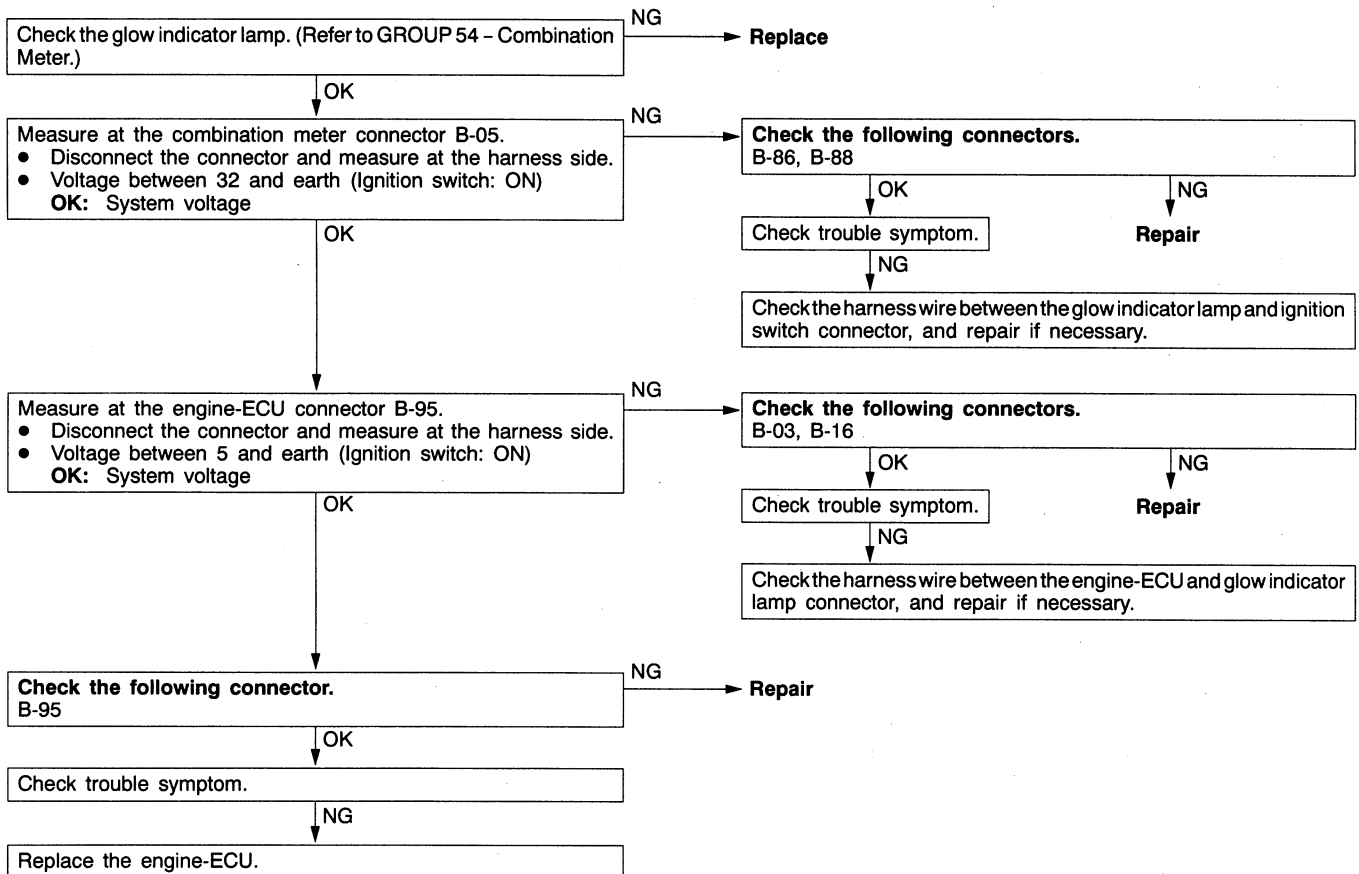 Check the glow indicator lamp. (Refer to GROUP 54 – Combination
Meter.)
NG
Replace
OK
Measure at the combination meter connector B-05.
● Disconnect the connector and measure at the harness side.
● Voltage between 32 and earth (Ignition switch: ON)
OK: System voltage
NG
Check the following connectors.
B-86, B-88
OK
NG
Check trouble symptom.
Repair
NG
Check the harness wire between the glow indicator lamp and ignition
switch connector, and repair if necessary.
OK
Measure at the engine-ECU connector B-95.
● Disconnect the connector and measure at the harness side.
● Voltage between 5 and earth (Ignition switch: ON)
OK: System voltage
NG
Check the following connectors.
B-03, B-16
OK
NG
Check trouble symptom.
Repair
NG
Check the harness wire between the engine-ECU and glow indicator
lamp connector, and repair if necessary.
OK
Check the following connector.
B-95
NG
Repair
OK
Check trouble symptom.
NG
Replace the engine-ECU.